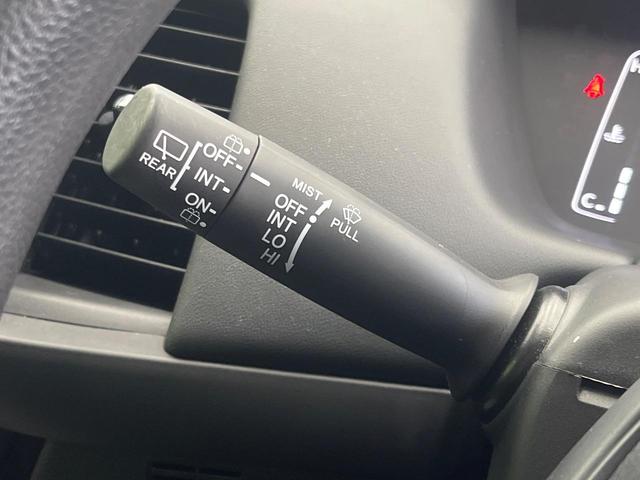 REAR
OFF-
INT-
ON-
MIST
OFF
INT
LO
HI
PULL
C